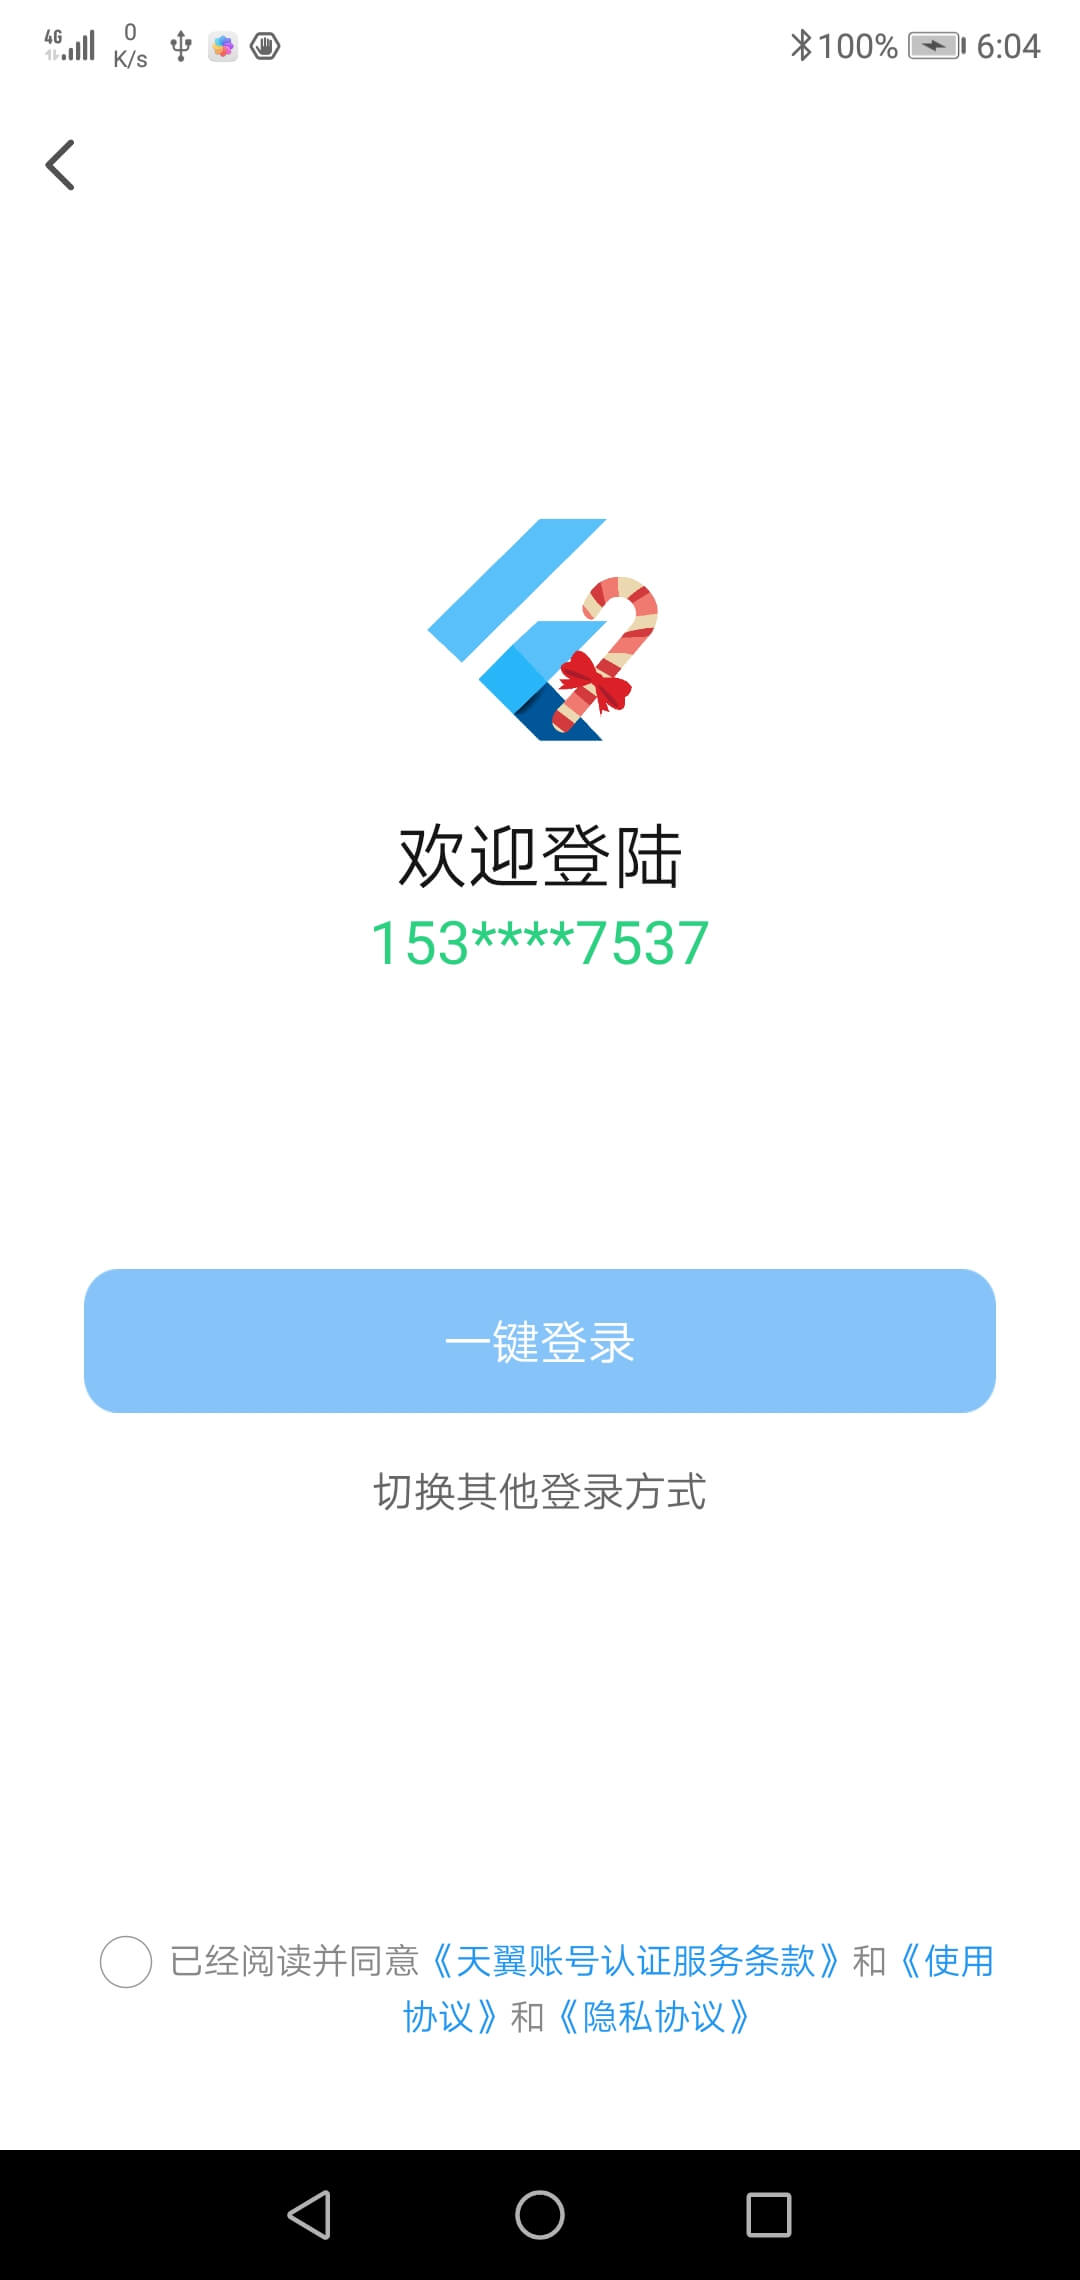 4G 0 K/s 100% 6:04
欢迎登陆
153****7537
一键登录
切换其他登录方式
已经阅读并同意《天翼账号认证服务条款》和《使用
协议》和《隐私协议》